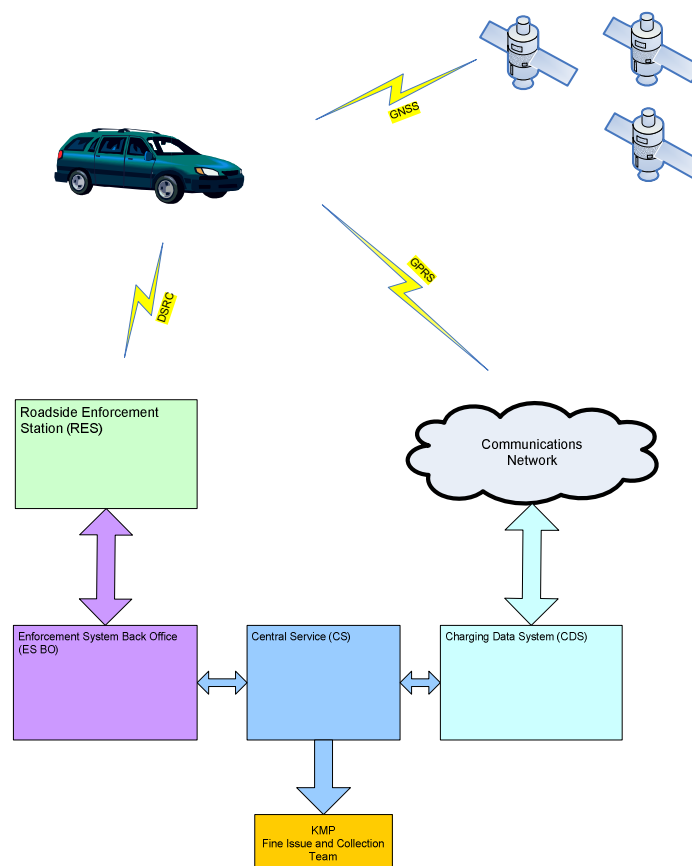 GNSS
GPRS
DSRC
Roadside Enforcement
Station (RES)
Communications
Network
Enforcement System Back Office
(ES BO)
Central Service (CS)
Charging Data System (CDS)
KMP
Fine Issue and Collection
Team